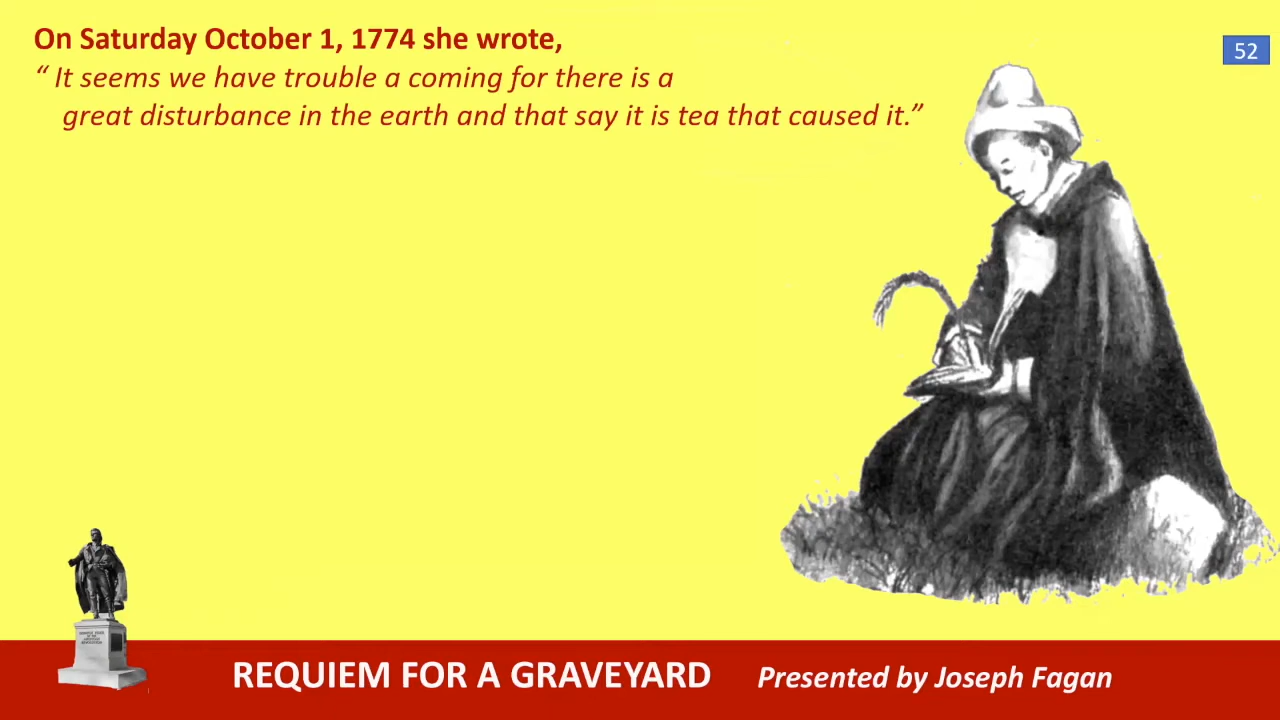 On Saturday October 1, 1774 she wrote,
“ It seems we have trouble a coming for there is a
great disturbance in the earth and that say it is tea that caused it.”
52
REQUIEM FOR A GRAVEYARD
Presented by Joseph Fagan